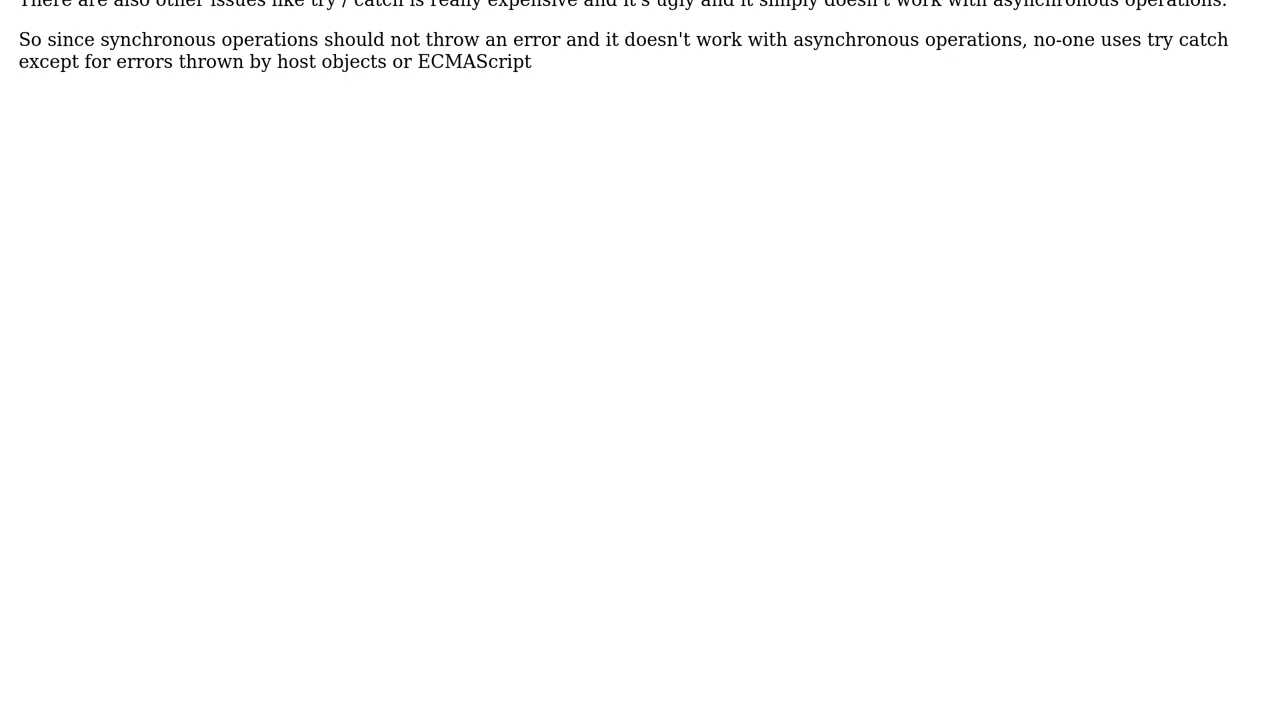 There are also other issues like try / catch is really expensive and it's ugly and it simply doesn't work with asynchronous operations.
So since synchronous operations should not throw an error and it doesn't work with asynchronous operations, no-one uses try catch
except for errors thrown by host objects or ECMAScript